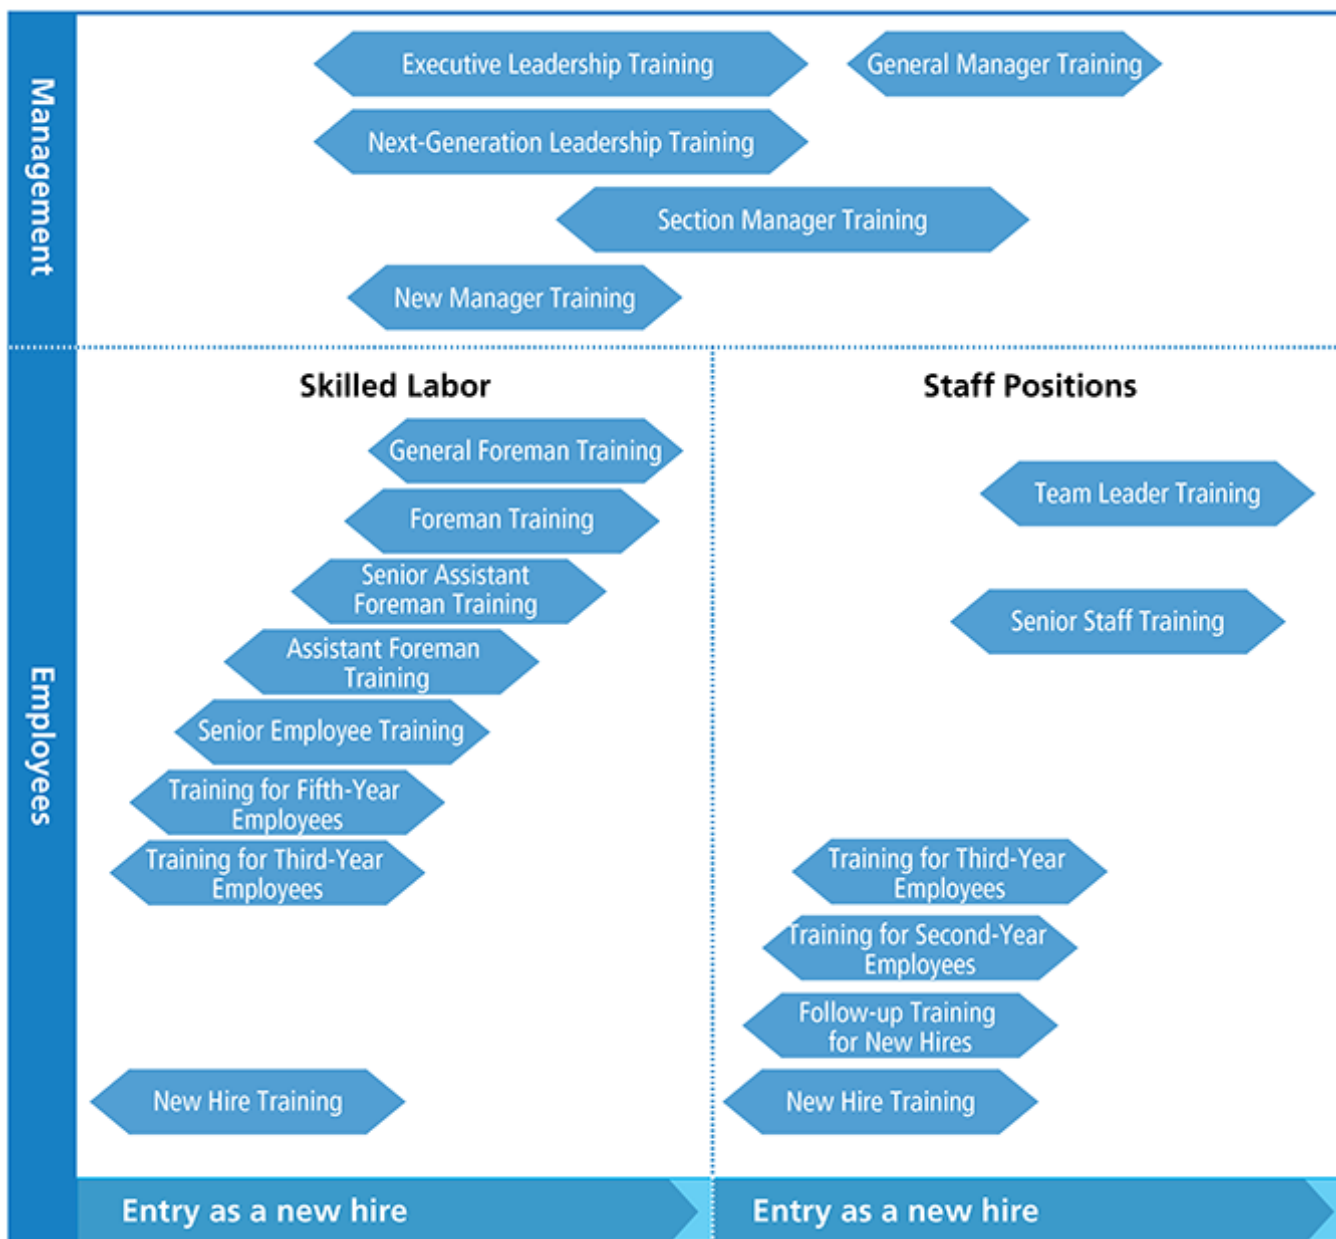 Management
Executive Leadership Training
General Manager Training
Next-Generation Leadership Training
Section Manager Training
New Manager Training
Employees
Skilled Labor
General Foreman Training
Foreman Training
Senior Assistant
Foreman Training
Assistant Foreman
Training
Senior Employee Training
Training for Fifth-Year
Employees
Training for Third-Year
Employees
New Hire Training
Entry as a new hire
Staff Positions
Team Leader Training
Senior Staff Training
Training for Third-Year
Employees
Training for Second-Year
Employees
Follow-up Training
for New Hires
New Hire Training
Entry as a new hire